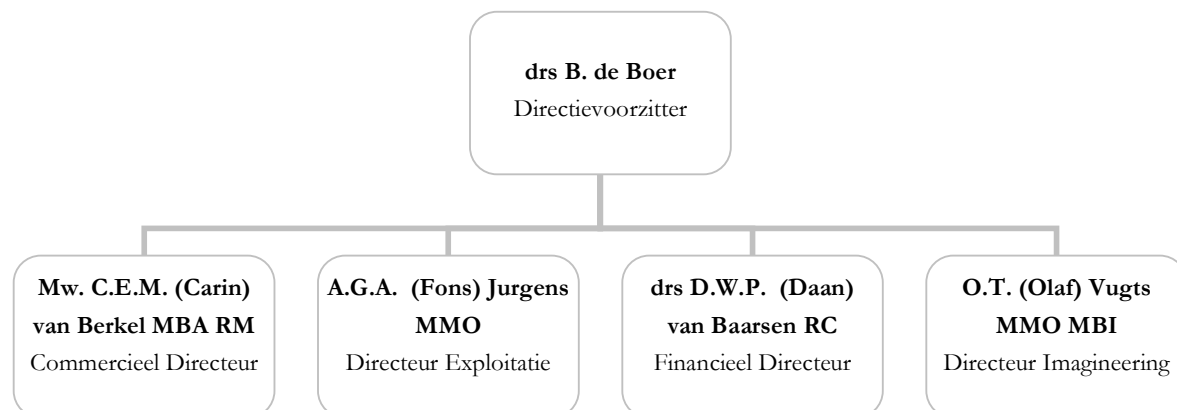 drs B. de Boer
Directievoorzitter
Mw. C.E.M. (Carin)
van Berkel MBA RM
Commercieel Directeur
A.G.A. (Fons) Jurgens
MMO
Directeur Exploitatie
drs D.W.P. (Daan)
van Baarsen RC
Financieel Directeur
O.T. (Olaf) Vugts
MMO MBI
Directeur Imagineering